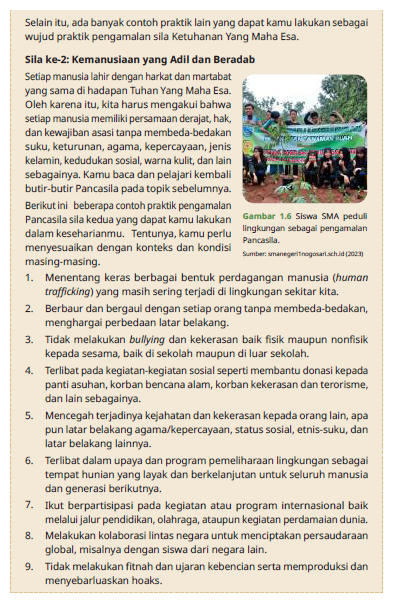 Selain itu, ada banyak contoh praktik lain yang dapat kamu lakukan sebagai
wujud praktik pengamalan sila Ketuhanan Yang Maha Esa.
Sila ke-2: Kemanusiaan yang Adil dan Beradab
Setiap manusia lahir dengan harkat dan martabat
yang sama di hadapan Tuhan Yang Maha Esa.
Oleh karena itu, kita harus mengakui bahwa
setiap manusia memiliki persamaan derajat, hak,
dan kewajiban asasi tanpa membeda-bedakan
suku, keturunan, agama, kepercayaan, jenis
kelamin, kedudukan sosial, warna kulit, dan lain
sebagainya. Kamu baca dan pelajari kembali
butir-butir Pancasila pada topik sebelumnya.
Berikut ini beberapa contoh praktik pengamalan
Pancasila sila kedua yang dapat kamu lakukan
dalam keseharianmu. Tentunya, kamu perlu
menyesuaikan dengan konteks dan kondisi
masing-masing.
Gambar 1.6 Siswa SMA peduli
lingkungan sebagai pengamalan
Pancasila.
Sumber: smanegeri1nogosari.sch.id (2023)
1. Menentang keras berbagai bentuk perdagangan manusia (human
trafficking) yang masih sering terjadi di lingkungan sekitar kita.
2. Berbaur dan bergaul dengan setiap orang tanpa membeda-bedakan,
menghargai perbedaan latar belakang.
3. Tidak melakukan bullying dan kekerasan baik fisik maupun nonfisik
kepada sesama, baik di sekolah maupun di luar sekolah.
4. Terlibat pada kegiatan-kegiatan sosial seperti membantu donasi kepada
panti asuhan, korban bencana alam, korban kekerasan dan terorisme,
dan lain sebagainya.
5. Mencegah terjadinya kejahatan dan kekerasan kepada orang lain, apa
pun latar belakang agama/kepercayaan, status sosial, etnis-suku, dan
latar belakang lainnya.
6. Terlibat dalam upaya dan program pemeliharaan lingkungan sebagai
tempat hunian yang layak dan berkelanjutan untuk seluruh manusia
dan generasi berikutnya.
7. Ikut berpartisipasi pada kegiatan atau program internasional baik
melalui jalur pendidikan, olahraga, ataupun kegiatan perdamaian dunia.
8. Melakukan kolaborasi lintas negara untuk menciptakan persaudaraan
global, misalnya dengan siswa dari negara lain.
9. Tidak melakukan fitnah dan ujaran kebencian serta memproduksi dan
menyebarluaskan hoaks.